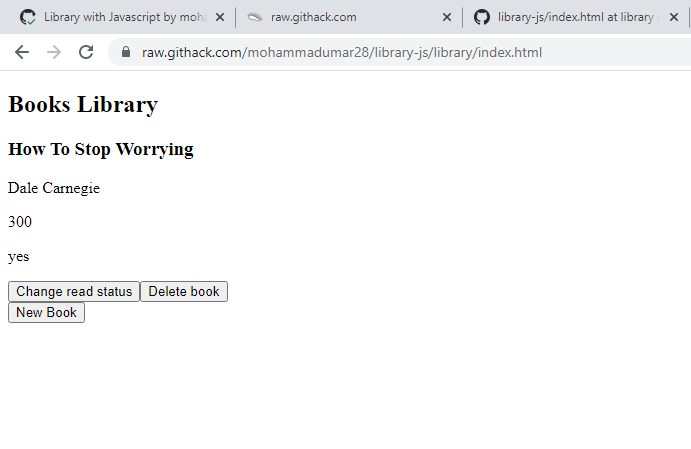 Library with Javascript by moha
raw.githack.com
library-js/index.html at library
raw.githack.com/mohammadumar28/library-js/library/index.html
Books Library
How To Stop Worrying
Dale Carnegie
300
yes
Change read status Delete book
New Book